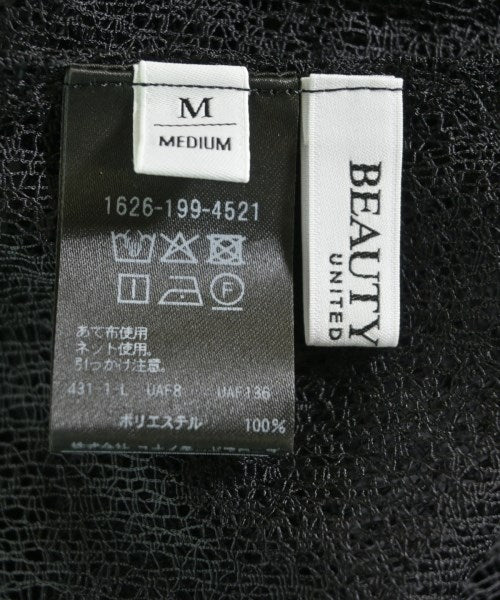 M
MEDIUM
1626-199-4521
F
あて布使用
ネット使用。
引っかけ注意。
431 1 L UAF8 UAF136
ポリエステル 100%
BEAUTY
UNITED